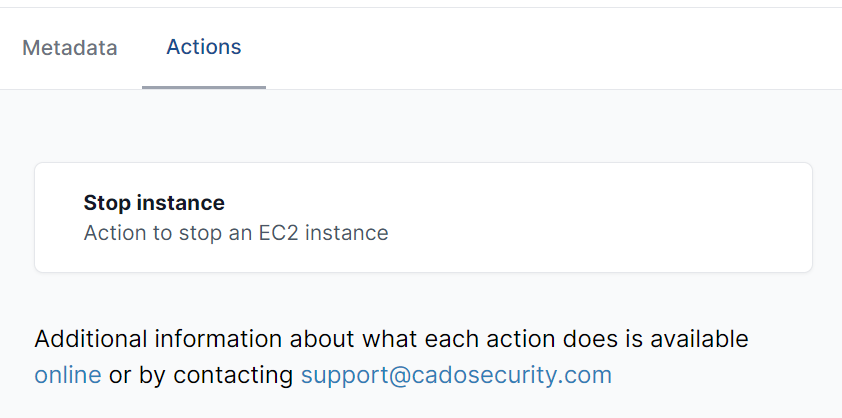 Metadata Actions
Stop instance
Action to stop an EC2 instance
Additional information about what each action does is available
online or by contacting support@cadosecurity.com